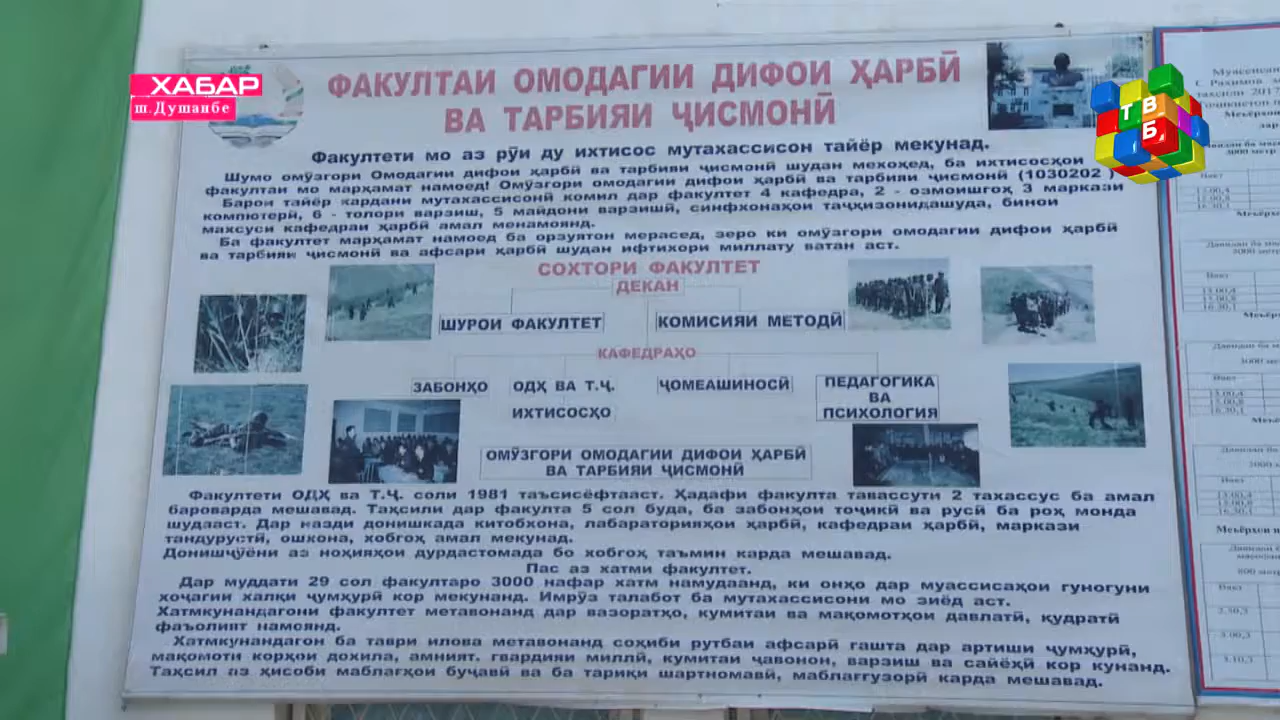 ХАБАР
ш.Душанбе
ТВ
Б
ФАКУЛТАИ ОМОДАГИИ ДИФОИ ҲАРБӢ
ВА ТАРБИЯИ ҶИСМОНӢ
Факултети мо аз рӯи ду ихтисос мутахассисон тайёр мекунад.
Шумо омӯзгори Омодагии дифои ҳарбӣ ва тарбияи ҷисмонӣ шудан мехоҳед, ба ихтисосҳои
факултаи мо марҳамат намоед! Омӯзгори омодагии дифои ҳарбӣ ва тарбияи ҷисмонӣ (1030202 )
Барои тайёр кардани мутахассисонӣ комил дар факултет 4 кафедра, 2 - озмоишгоҳ 3 маркази
компютерӣ, 6 - толори варзиш, 5 майдони варзишӣ, синфхонаҳои таҷҳизонидашуда, бинои
махсуси кафедраи ҳарбӣ амал менамоянд.
Ба факултет марҳамат намоед ба орзуятон мерасед, зеро ки омӯзгори омодагии дифои ҳарбӣ
ва тарбияи ҷисмонӣ ва афсари ҳарбӣ шудан ифтихори миллату ватан аст.
СОХТОРИ ФАКУЛТЕТ
ДЕКАН
ШУРОИ ФАКУЛТЕТ
КОМИСИЯИ МЕТОДӢ
КАФЕДРАҲО
ЗАБОНҲО
ОДҲ ВА Т.Ҷ.
ҶОМЕАШИНОСӢ
ПЕДАГОГИКА
ВА
ПСИХОЛОГИЯ
ИХТИСОСҲО
ОМӮЗГОРИ ОМОДАГИИ ДИФОИ ҲАРБӢ
ВА ТАРБИЯИ ҶИСМОНӢ
Факултети ОДҲ ва Т.Ҷ. соли 1981 таъсисёфтааст. Ҳадафи факулта тавассути 2 тахассус ба амал
бароварда мешавад. Таҳсили дар факулта 5 сол буда, ба забонҳои тоҷикӣ ва русӣ ба роҳ монда
шудааст. Дар назди донишкада китобхона, лабараторияҳои ҳарбӣ, кафедраи ҳарбӣ, маркази
тандурустӣ, ошхона, хобгоҳ амал мекунад.
Донишҷӯёни аз ноҳияҳои дурдастомада бо хобгоҳ таъмин карда мешавад.
Пас аз хатми факултет.
Дар муддати 29 сол факултаро 3000 нафар хатм намудаанд, ки онҳо дар муассисаҳои гуногуни
хоҷагии халқи ҷумҳурӣ кор мекунанд. Имрӯз талабот ба мутахассисони мо зиёд аст.
Хатмкунандагони факултет метавонанд дар вазоратҳо, кумитаи ва мақомотҳои давлатӣ, қудратӣ
фаъолият намоянд.
Хатмкунандагон ба таври илова метавонанд соҳиби рутбаи афсарӣ гашта дар артиши ҷумҳурӣ,
мақомоти корҳои дохила, амният. гвардияи миллӣ, кумитаи ҷавонон, варзиш ва сайёҳӣ кор кунанд.
Таҳсил аз ҳисоби маблағҳои буҷавӣ ва ба тариқи шартномавӣ, маблағгузорӣ карда мешавад.